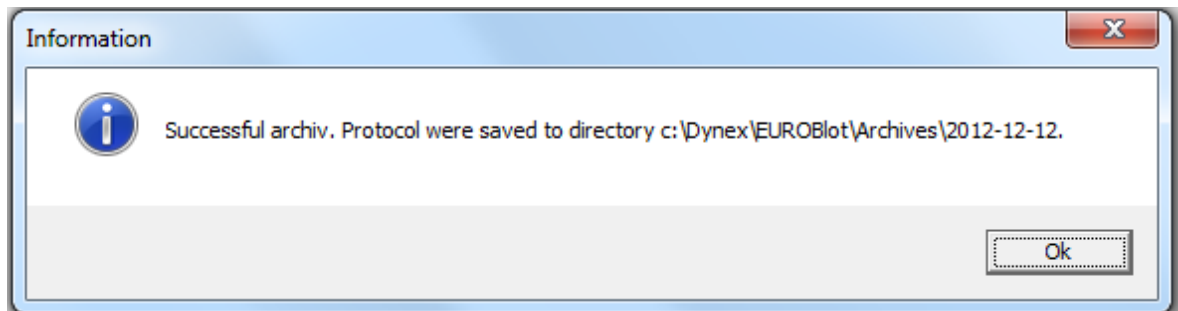 Information
Successful archiv. Protocol were saved to directory c:\Dynex\EUROBlot\Archives\2012-12-12.
Ok